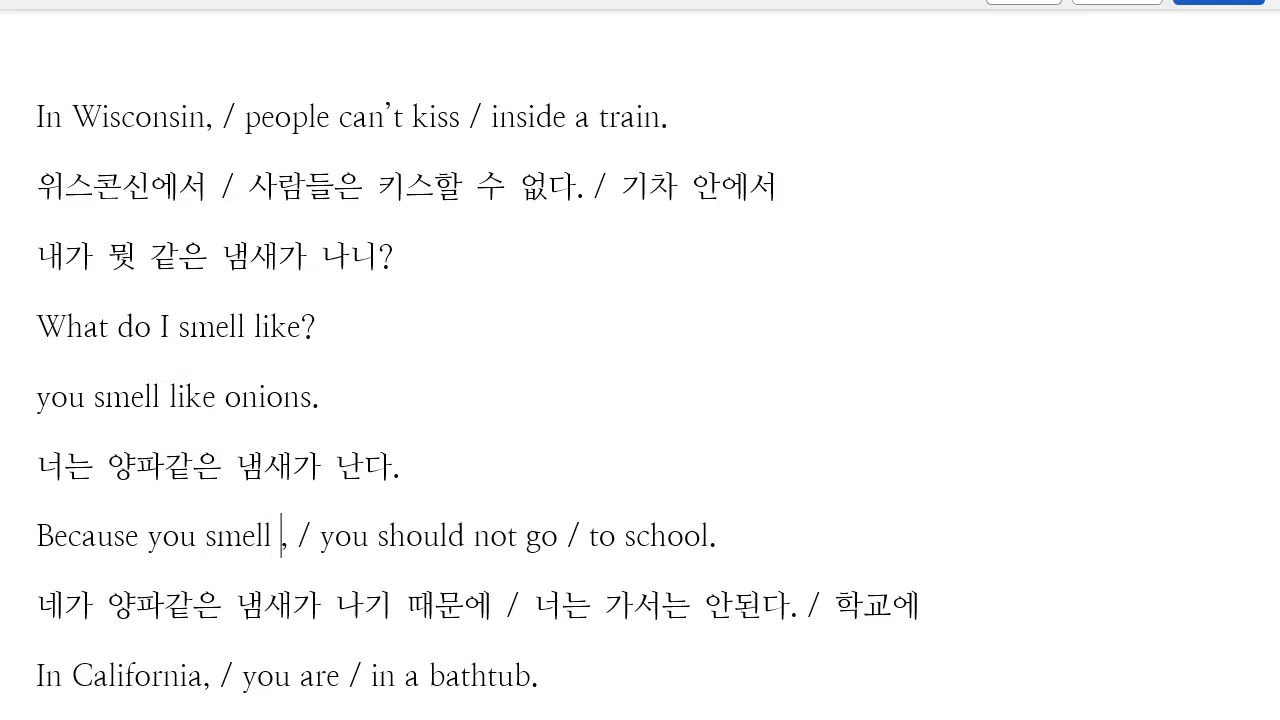 In Wisconsin, / people can’t kiss / inside a train.
위스콘신에서 / 사람들은 키스할 수 없다. / 기차 안에서
내가 뭣 같은 냄새가 나니?
What do I smell like?
you smell like onions.
너는 양파같은 냄새가 난다.
Because you smell , / you should not go / to school.
네가 양파같은 냄새가 나기 때문에 / 너는 가서는 안된다. / 학교에
In California, / you are / in a bathtub.